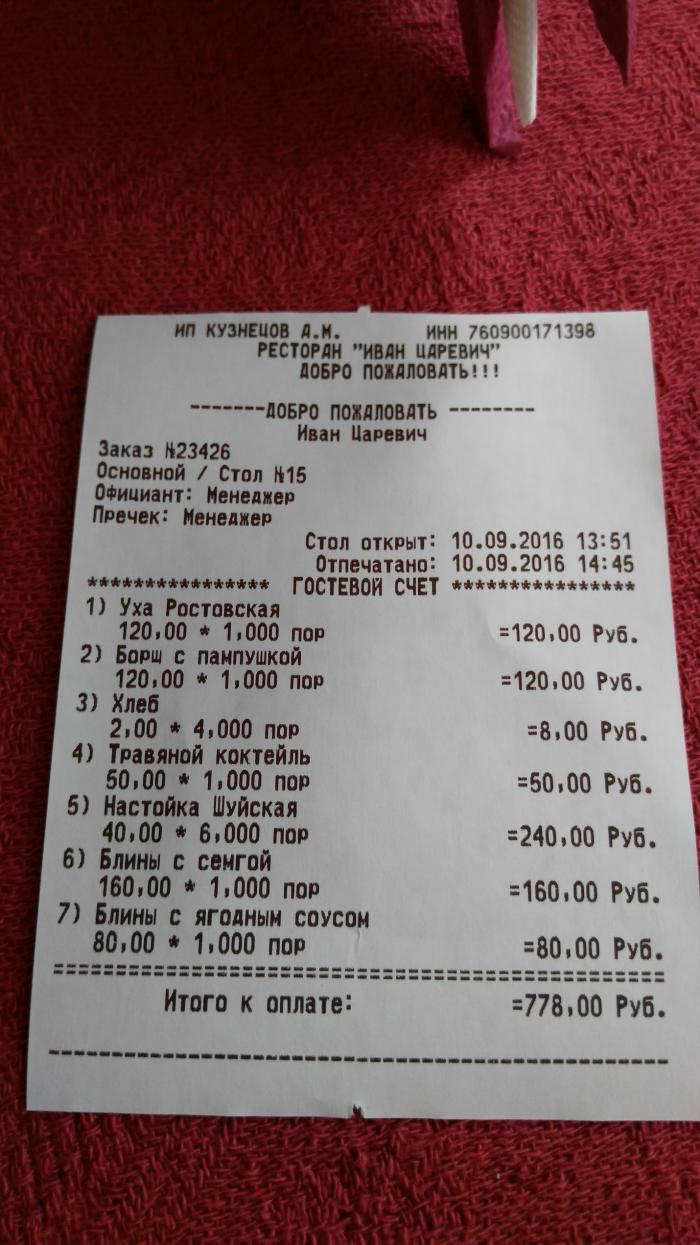 ИП КУЗНЕЦОВ А.М. ИНН 760900171398
РЕСТОРАН "ИВАН ЦАРЕВИЧ"
ДОБРО ПОЖАЛОВАТЬ!!!
-------ДОБРО ПОЖАЛОВАТЬ --------
Иван Царевич
Заказ №23426
Основной / Стол №15
Официант: Менеджер
Пречек: Менеджер
Стол открыт: 10.09.2016 13:51
Отпечатано: 10.09.2016 14:45
**************** ГОСТЕВОЙ СЧЕТ ****************
1) Уха Ростовская
120,00 * 1,000 пор =120,00 Руб.
2) Борщ с пампушкой
120,00 * 1,000 пор =120,00 Руб.
3) Хлеб
2,00 * 4,000 пор =8,00 Руб.
4) Травяной коктейль
50,00 * 1,000 пор =50,00 Руб.
5) Настойка Шуйская
40,00 * 6,000 пор =240,00 Руб.
6) Блины с семгой
160,00 * 1,000 пор =160,00 Руб.
7) Блины с ягодным соусом
80,00 * 1,000 пор =80,00 Руб.
Итого к оплате: =778,00 Руб.